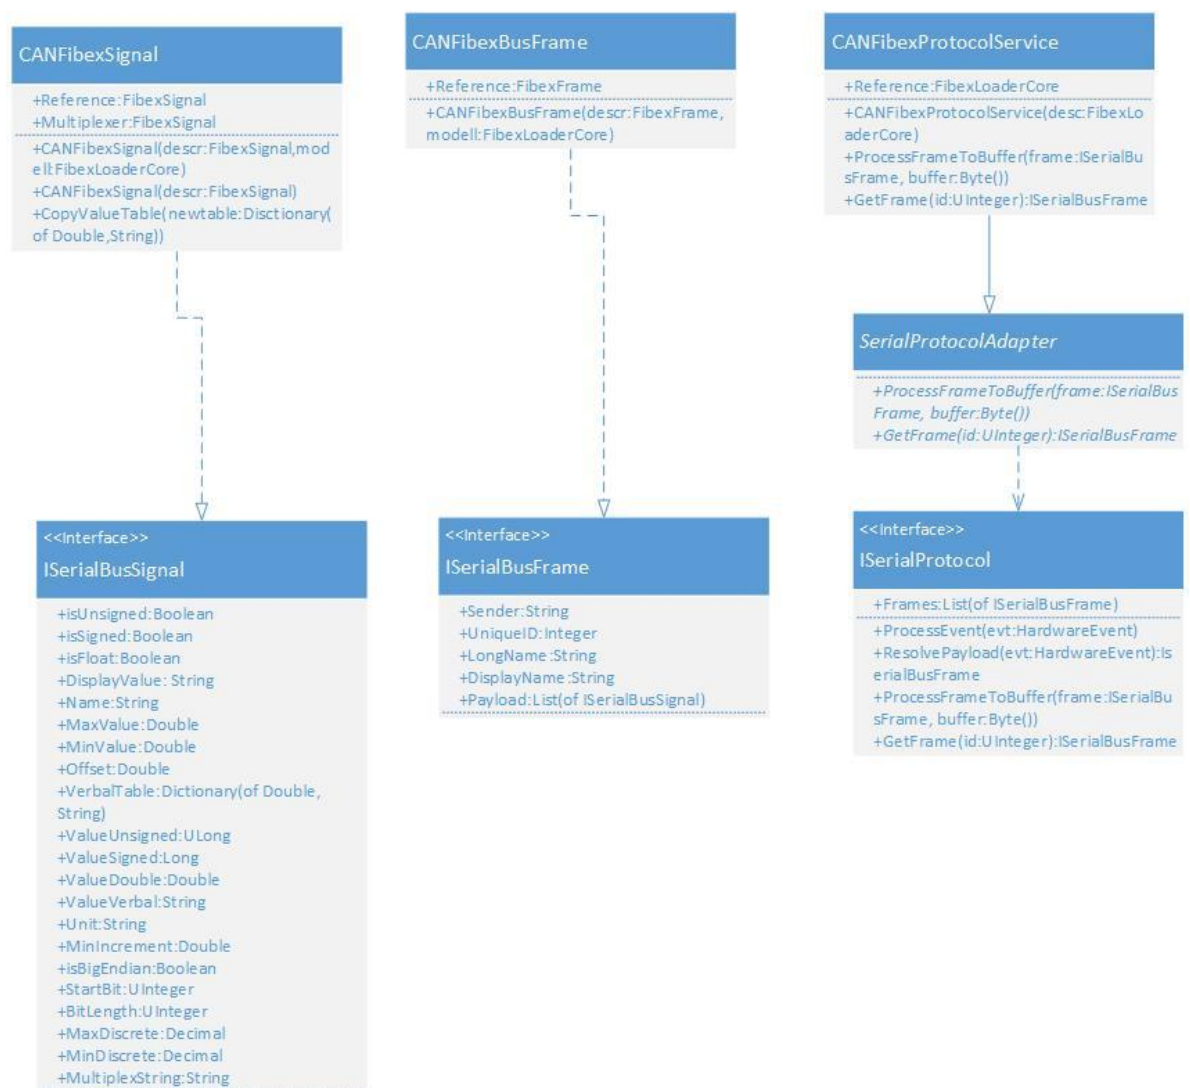 CANFibexSignal
+Reference:FibexSignal
+Multiplexer:FibexSignal
+CANFibexSignal(descr:FibexSignal,mod
ell:FibexLoaderCore)
+CANFibexSignal(descr:FibexSignal)
+CopyValueTable(newtable:Disctionary(
of Double,String))
CANFibexBusFrame
+Reference:FibexFrame
+CANFibexBusFrame(descr:FibexFrame,
modell:FibexLoaderCore)
CANFibexProtocolService
+Reference:FibexLoaderCore
+CANFibexProtocolService(desc:FibexLo
aderCore)
+ProcessFrameToBuffer(frame:ISerialBu
sFrame, buffer:Byte())
+GetFrame(id:UInteger):ISerialBusFrame
SerialProtocolAdapter
+ProcessFrameToBuffer(frame:ISerialBus
Frame, buffer:Byte())
+GetFrame(id:UInteger):ISerialBusFrame
<<Interface>>
ISerialBusSignal
+isUnsigned:Boolean
+isSigned:Boolean
+isFloat:Boolean
+DisplayValue: String
+Name:String
+MaxValue:Double
+MinValue:Double
+Offset:Double
+VerbalTable:Dictionary(of Double,
String)
+ValueUnsigned:ULong
+ValueSigned:Long
+ValueDouble:Double
+ValueVerbal:String
+Unit:String
+MinIncrement:Double
+isBigEndian:Boolean
+StartBit:UInteger
+BitLength:UInteger
+MaxDiscrete:Decimal
+MinDiscrete:Decimal
+MultiplexString:String
<<Interface>>
ISerialBusFrame
+Sender:String
+UniqueID:Integer
+LongName:String
+DisplayName:String
+Payload:List(of ISerialBusSignal)
<<Interface>>
ISerialProtocol
+Frames:List(of ISerialBusFrame)
+ProcessEvent(evt:HardwareEvent)
+ResolvePayload(evt:HardwareEvent):IS
erialBusFrame
+ProcessFrameToBuffer(frame:ISerialBu
sFrame, buffer:Byte())
+GetFrame(id:UInteger):ISerialBusFrame